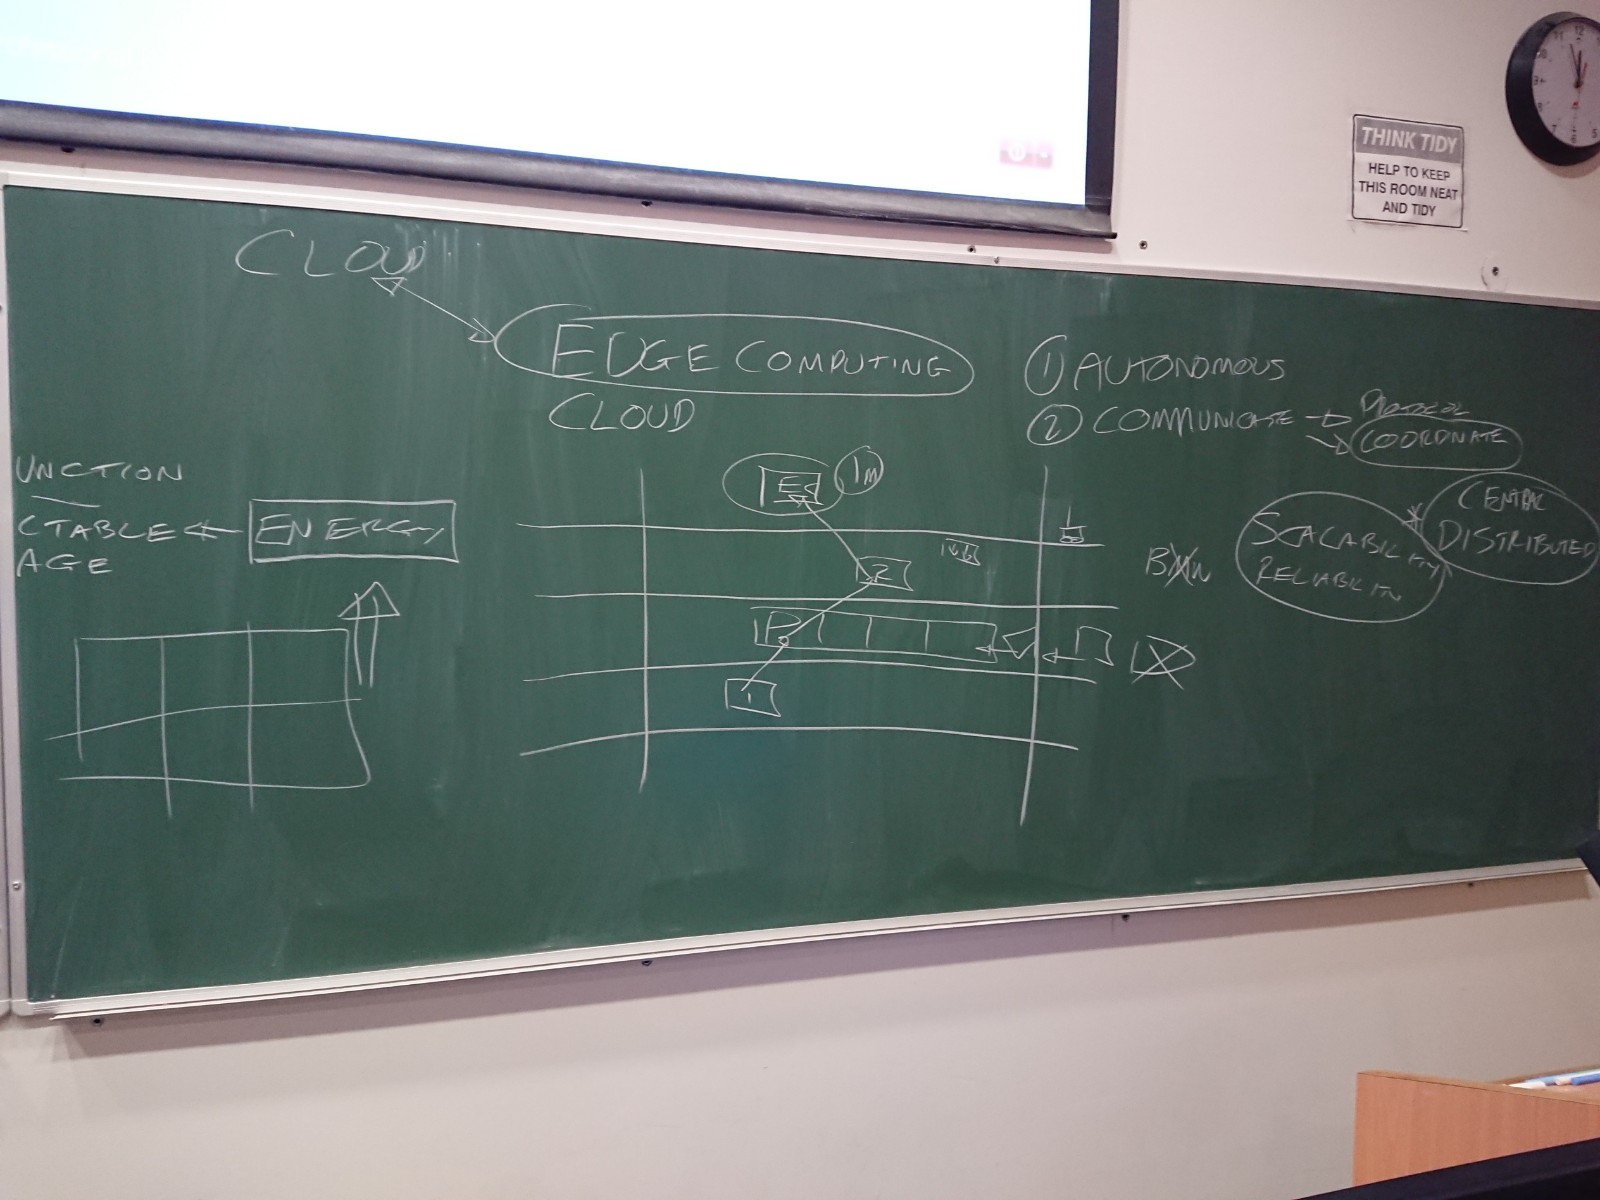 CLOUD
EDGE COMPUTING
CLOUD
① AUTONOMOUS
② COMMUNICATE → PROTOCOL
COORDINATE
UNCTION
CTABLE ← ENERGY
AGE
E
1m
2
P
1
CENTRAL
DISTRIBUTED
SCALABILITY
RELIABILITY
THINK TIDY
HELP TO KEEP
THIS ROOM NEAT
AND TIDY